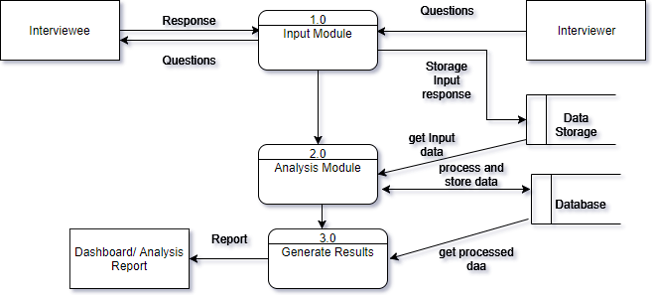 Questions
Response
1.0
Interviewee
Input Module
Interviewer
Questions
Storage
Input
response
Data
Storage
get Input
data
2.0
Analysis Module
process and
store data
Database
Report
3.0
Dashboard/ Analysis
Report
Generate Results
get processed
daa